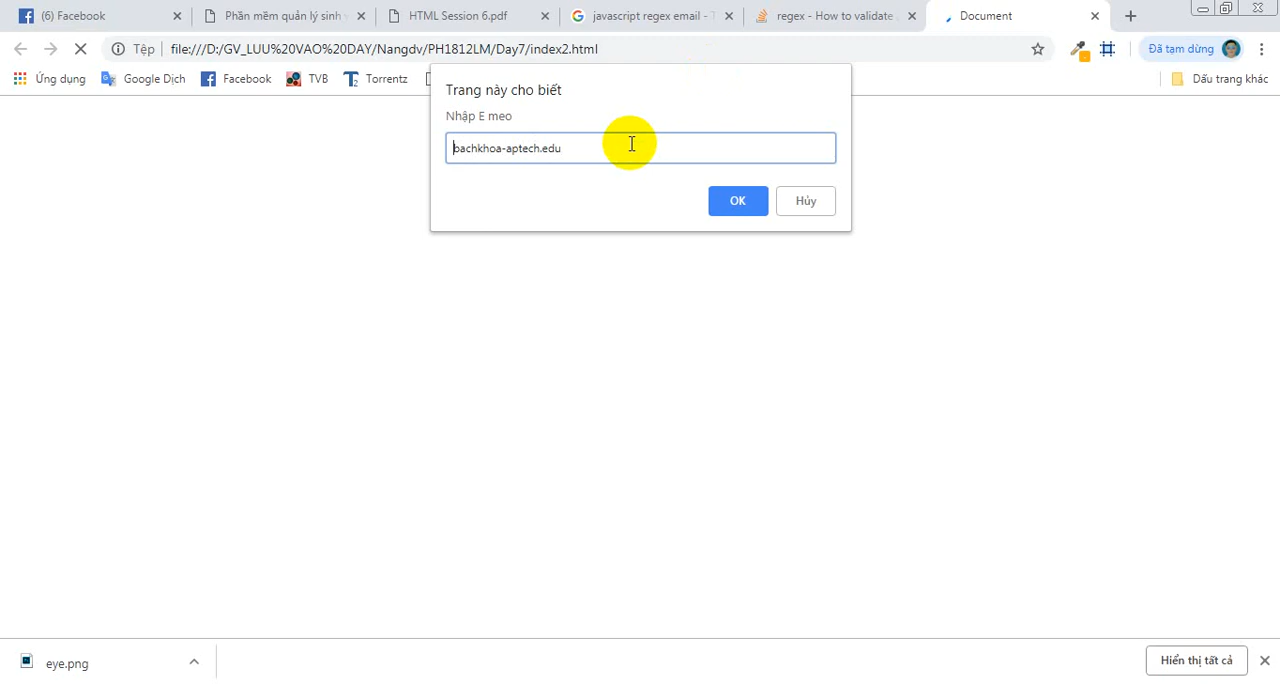 (6) Facebook
Phần mềm quản lý sinh
HTML Session 6.pdf
javascript regex email - T
regex - How to validate
Document
Tệp
file:///D:/GV_LUU%20VAO%20DAY/Nangdv/PH1812LM/Day7/index2.html
Đã tạm dừng
Ứng dụng
Google Dịch
Facebook
TVB
Torrentz
Dấu trang khác
Trang này cho biết
Nhập E meo
bachkhoa-aptech.edu
OK
Hủy
eye.png
Hiển thị tất cả